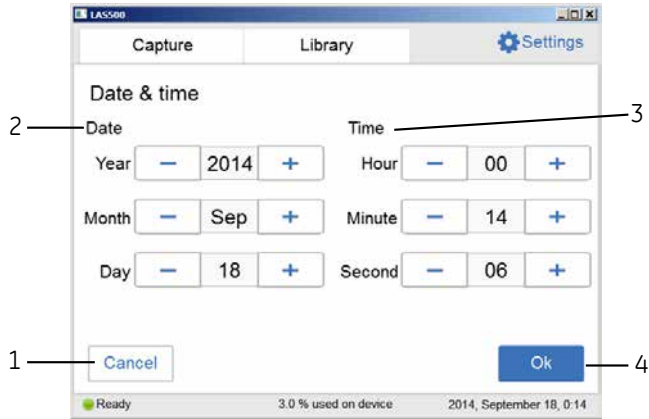 LAS500
Capture Library Settings
Date & time
2 Date Time 3
Year − 2014 + Hour − 00 +
Month − Sep + Minute − 14 +
Day − 18 + Second − 06 +
1 Cancel Ok 4
Ready 3.0 % used on device 2014, September 18, 0:14